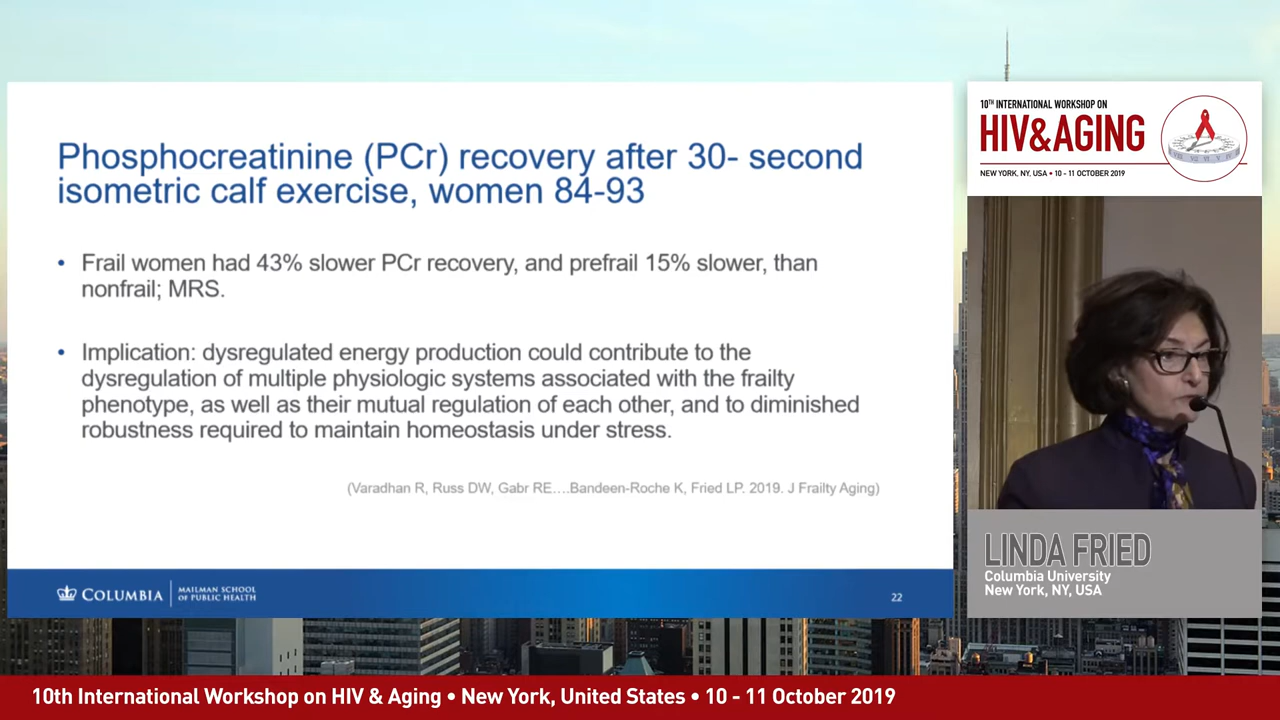 Phosphocreatinine (PCr) recovery after 30- second
isometric calf exercise, women 84-93
• Frail women had 43% slower PCr recovery, and prefrail 15% slower, than
nonfrail; MRS.
• Implication: dysregulated energy production could contribute to the
dysregulation of multiple physiologic systems associated with the frailty
phenotype, as well as their mutual regulation of each other, and to diminished
robustness required to maintain homeostasis under stress.
(Varadhan R, Russ DW, Gabr RE….Bandeen-Roche K, Fried LP. 2019. J Frailty Aging)
COLUMBIA
MAILMAN SCHOOL
OF PUBLIC HEALTH
22
10TH INTERNATIONAL WORKSHOP ON
HIV&AGING
NEW YORK, NY, USA • 10 - 11 OCTOBER 2019
LINDA FRIED
Columbia University
New York, NY, USA
10th International Workshop on HIV & Aging • New York, United States • 10 - 11 October 2019